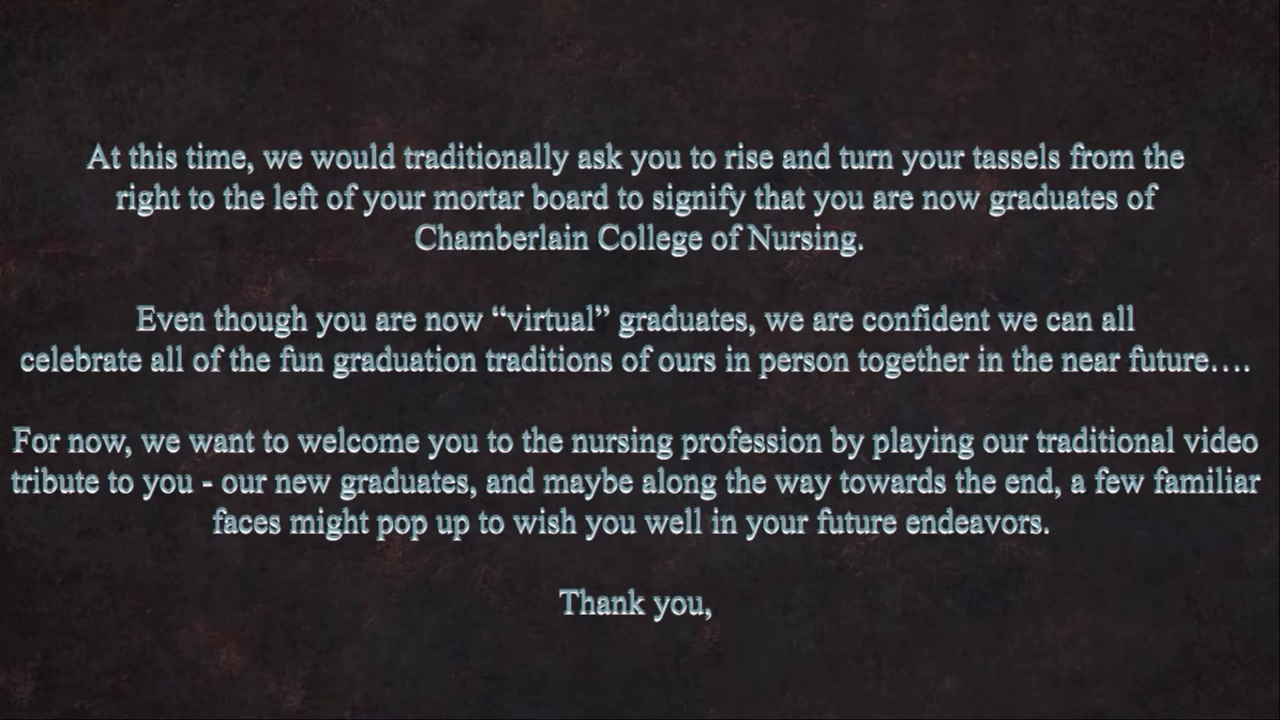 At this time, we would traditionally ask you to rise and turn your tassels from the
right to the left of your mortar board to signify that you are now graduates of
Chamberlain College of Nursing.
Even though you are now “virtual” graduates, we are confident we can all
celebrate all of the fun graduation traditions of ours in person together in the near future….
For now, we want to welcome you to the nursing profession by playing our traditional video
tribute to you - our new graduates, and maybe along the way towards the end, a few familiar
faces might pop up to wish you well in your future endeavors.
Thank you,